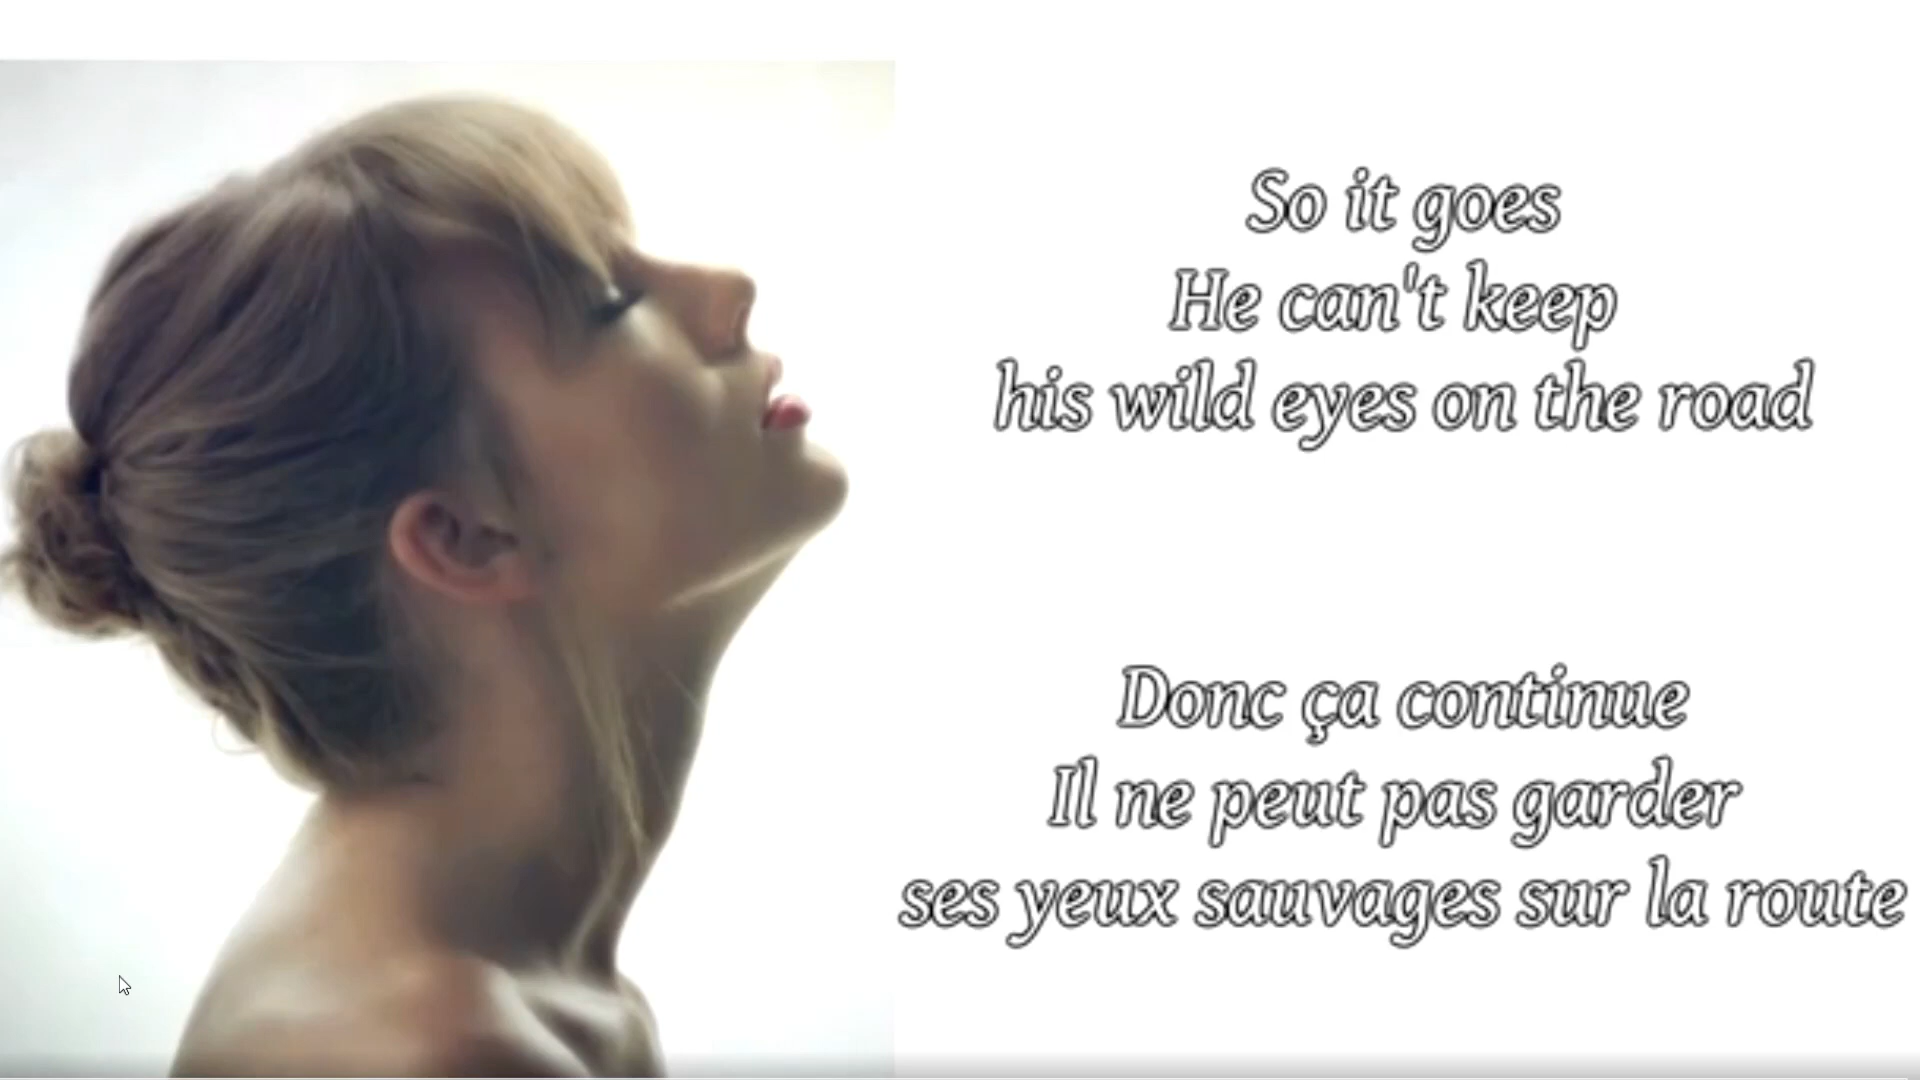 So it goes
He can't keep
his wild eyes on the road
Donc ça continue
Il ne peut pas garder
ses yeux sauvages sur la route